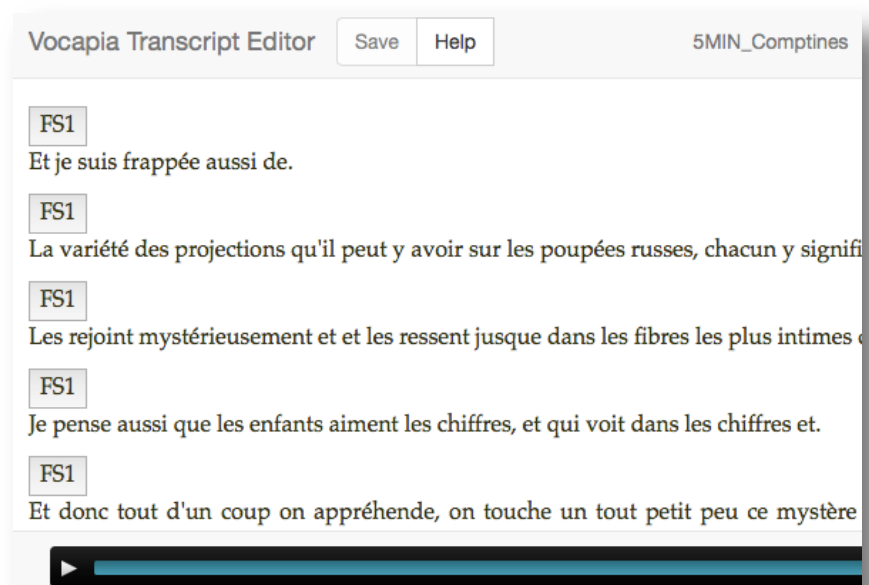 Vocapia Transcript Editor Save Help 5MIN_Comptines
FS1
Et je suis frappée aussi de.
FS1
La variété des projections qu'il peut y avoir sur les poupées russes, chacun y signifi
FS1
Les rejoint mystérieusement et et les ressent jusque dans les fibres les plus intimes
FS1
Je pense aussi que les enfants aiment les chiffres, et qui voit dans les chiffres et.
FS1
Et donc tout d'un coup on appréhende, on touche un tout petit peu ce mystère